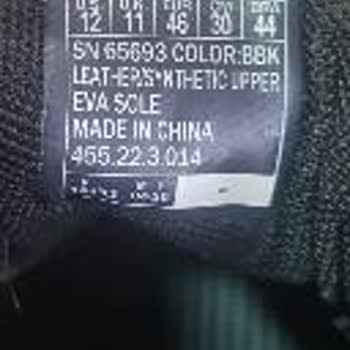 US UK EUR CM BRA
12 11 46 30 44
SN 65693 COLOR:BBK
LEATHER/SYNTHETIC UPPER
EVA SOLE
MADE IN CHINA
455.22.3.014